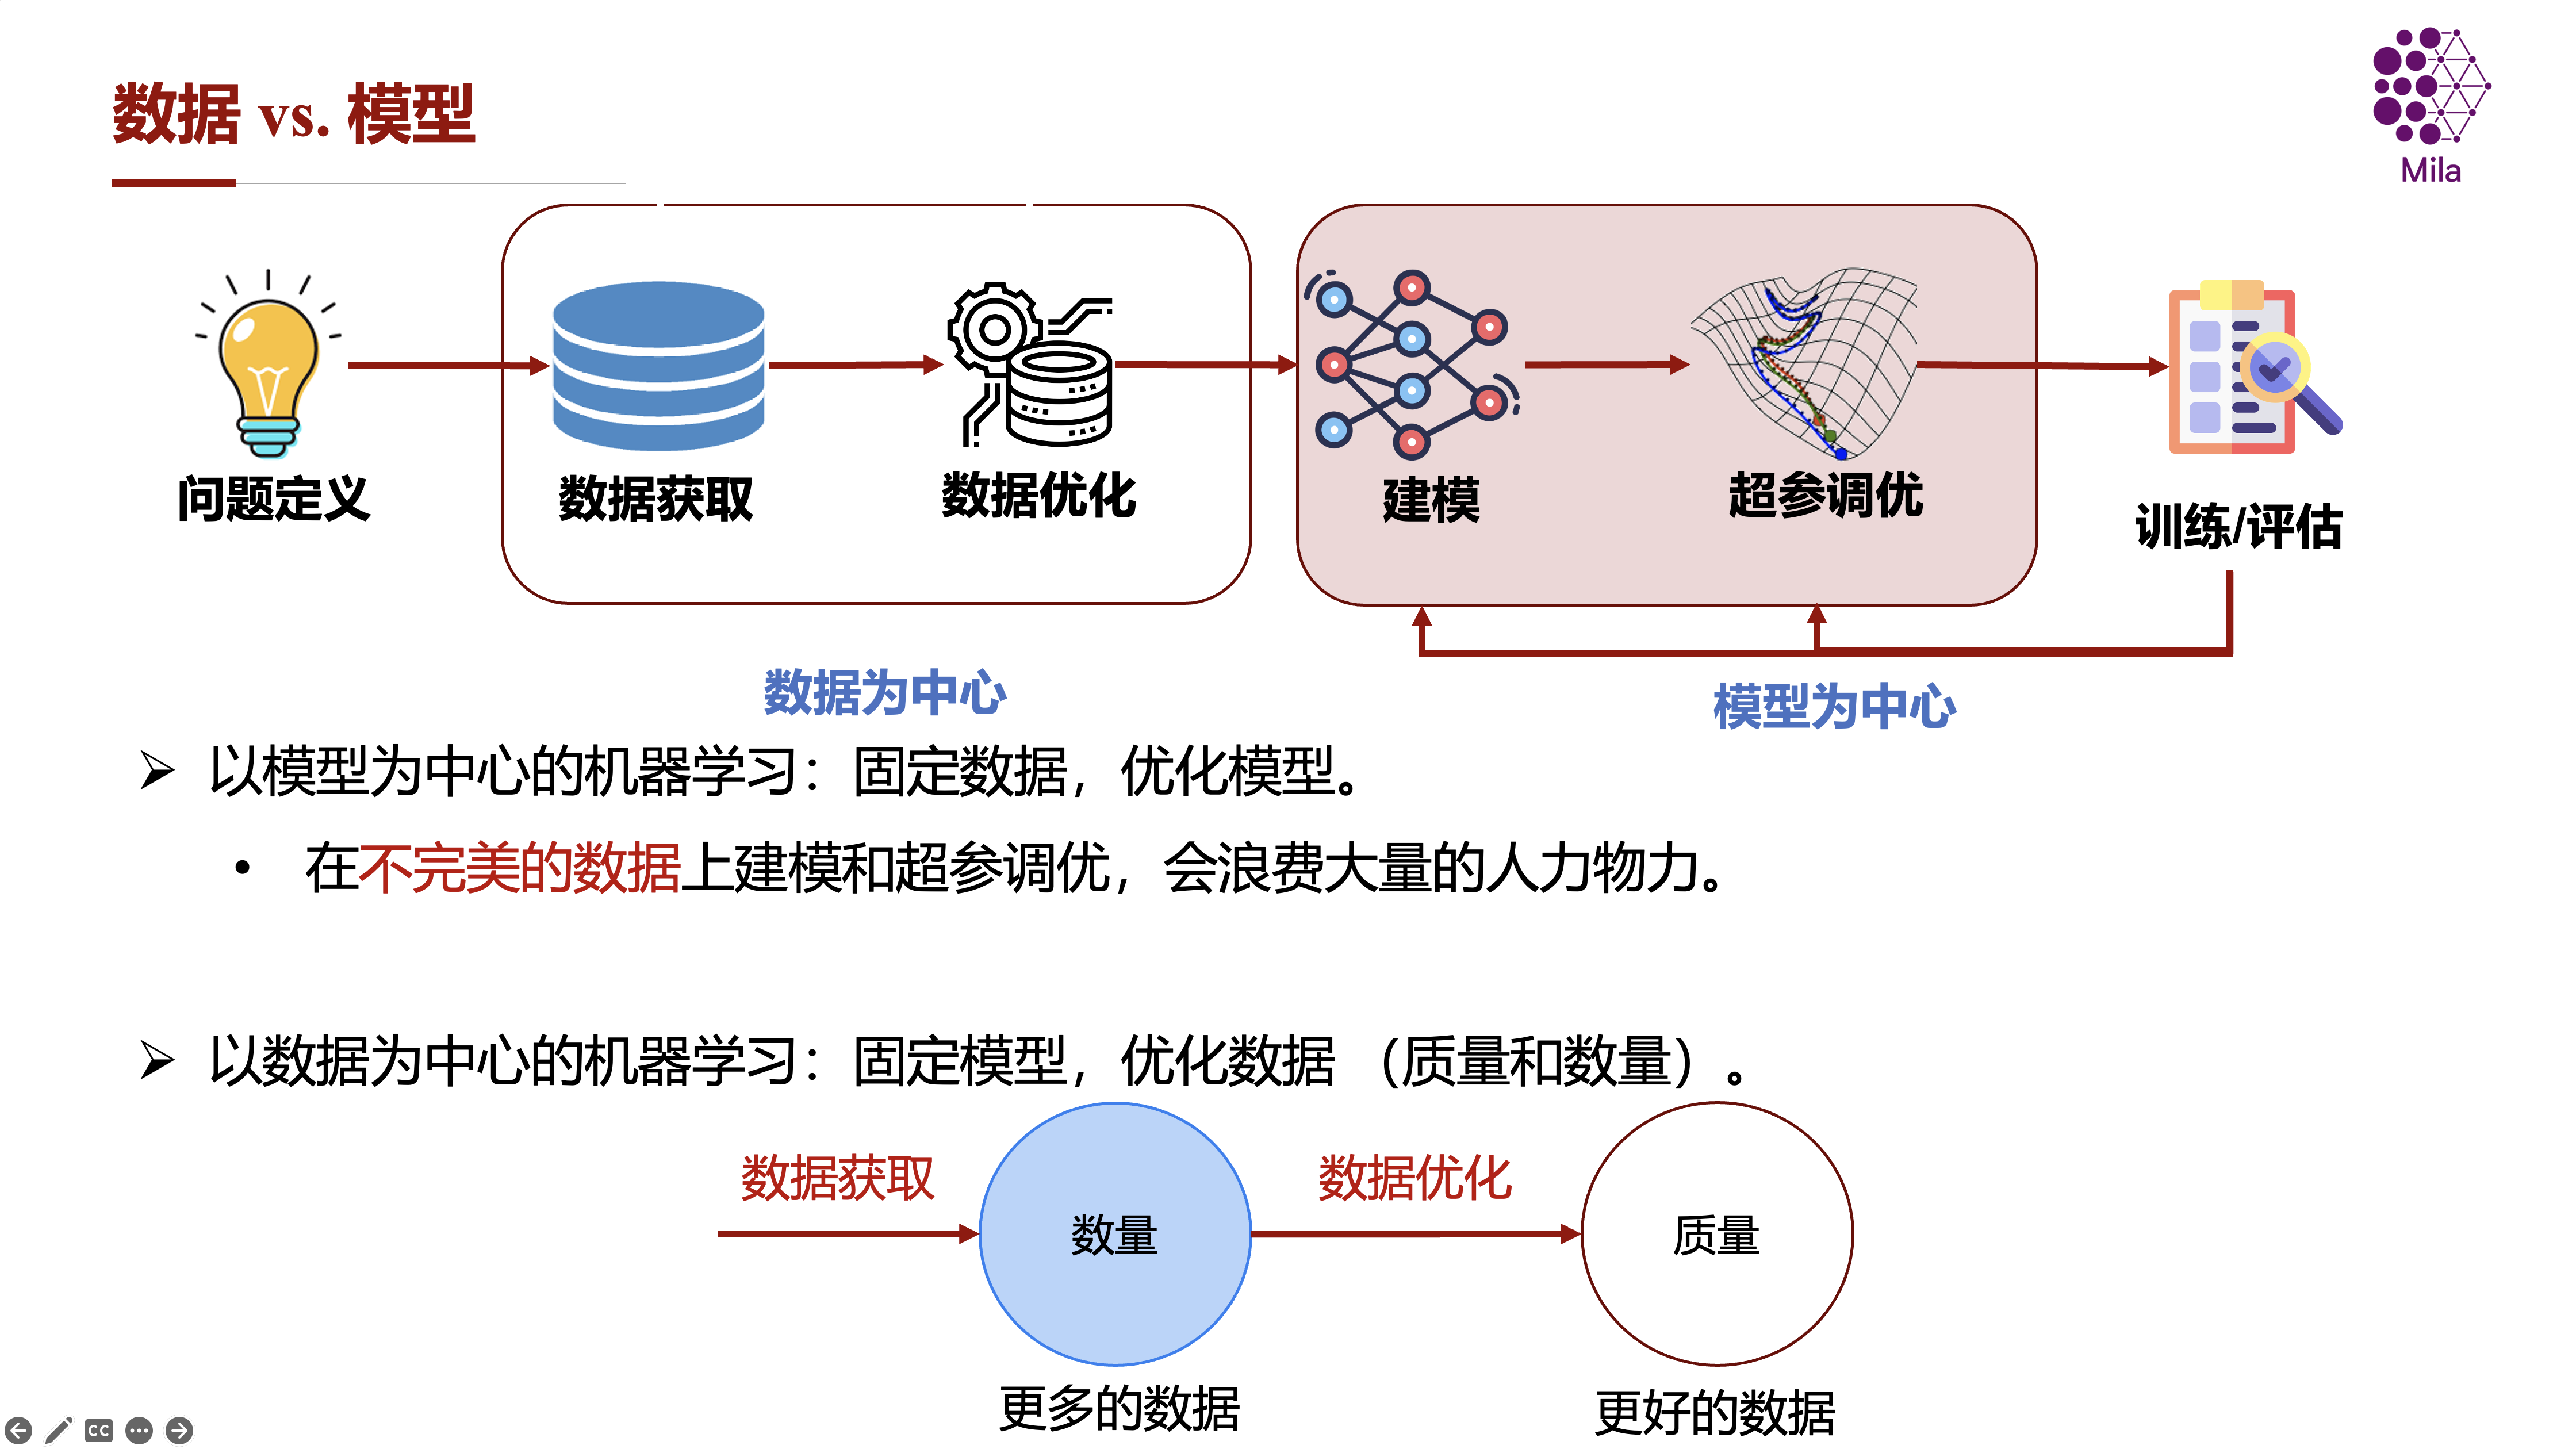 数据 vs. 模型
Mila
问题定义
数据获取
数据优化
建模
超参调优
训练/评估
数据为中心
模型为中心
以模型为中心的机器学习：固定数据，优化模型。
在不完美的数据上建模和超参调优，会浪费大量的人力物力。
以数据为中心的机器学习：固定模型，优化数据 （质量和数量）。
数据获取
数量
数据优化
质量
更多的数据
更好的数据
CC